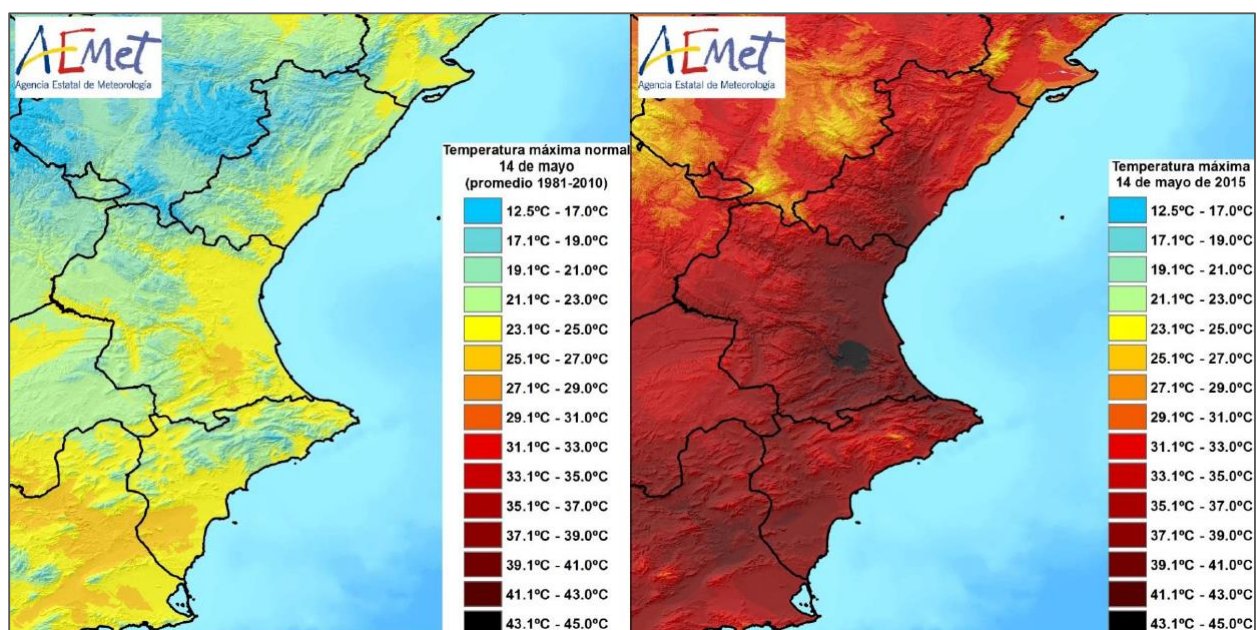 AEMet
Agencia Estatal de Meteorología
Temperatura máxima normal
14 de mayo
(promedio 1981-2010)
12.5ºC - 17.0ºC
17.1ºC - 19.0ºC
19.1ºC - 21.0ºC
21.1ºC - 23.0ºC
23.1ºC - 25.0ºC
25.1ºC - 27.0ºC
27.1ºC - 29.0ºC
29.1ºC - 31.0ºC
31.1ºC - 33.0ºC
33.1ºC - 35.0ºC
35.1ºC - 37.0ºC
37.1ºC - 39.0ºC
39.1ºC - 41.0ºC
41.1ºC - 43.0ºC
43.1ºC - 45.0ºC
AEMet
Agencia Estatal de Meteorología
Temperatura máxima
14 de mayo de 2015
12.5ºC - 17.0ºC
17.1ºC - 19.0ºC
19.1ºC - 21.0ºC
21.1ºC - 23.0ºC
23.1ºC - 25.0ºC
25.1ºC - 27.0ºC
27.1ºC - 29.0ºC
29.1ºC - 31.0ºC
31.1ºC - 33.0ºC
33.1ºC - 35.0ºC
35.1ºC - 37.0ºC
37.1ºC - 39.0ºC
39.1ºC - 41.0ºC
41.1ºC - 43.0ºC
43.1ºC - 45.0ºC